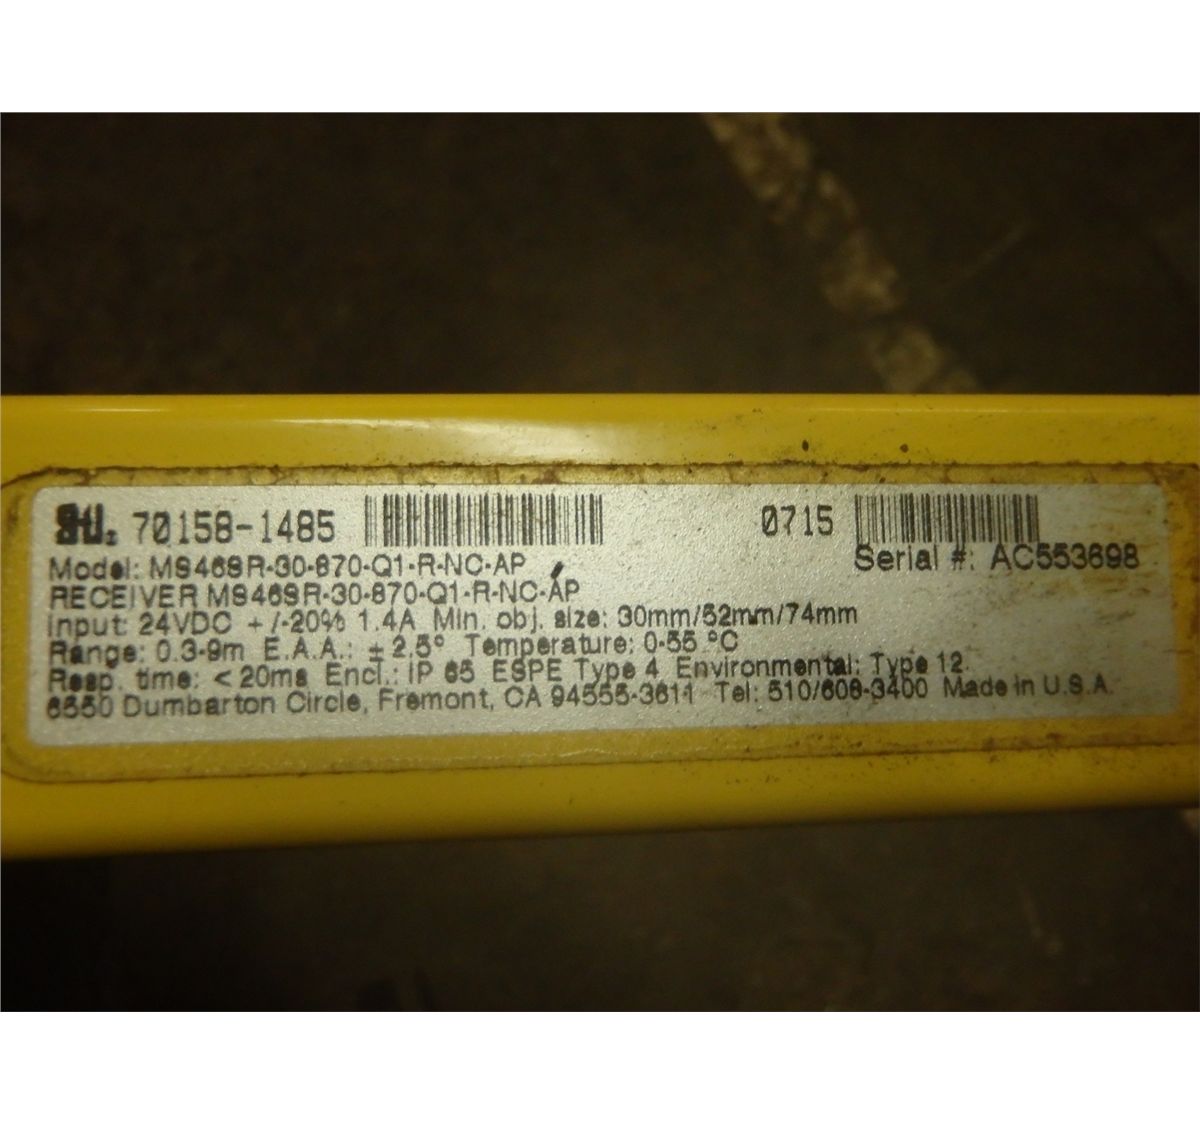 STI 70158-1485 0715
Serial #: AC553698
Model: MS46SR-30-870-Q1-R-NC-AP
RECEIVER MS46SR-30-870-Q1-R-NC-AP
Input: 24VDC +/-20% 1.4A Min. obj. size: 30mm/52mm/74mm
Range: 0.3-9m E.A.A.: ± 2.5° Temperature: 0-55 °C
Resp. time: < 20ms Encl.: IP 65 ESPE Type 4 Environmental: Type 12
6550 Dumbarton Circle, Fremont, CA 94555-3611 Tel: 510/608-3400 Made in U.S.A.